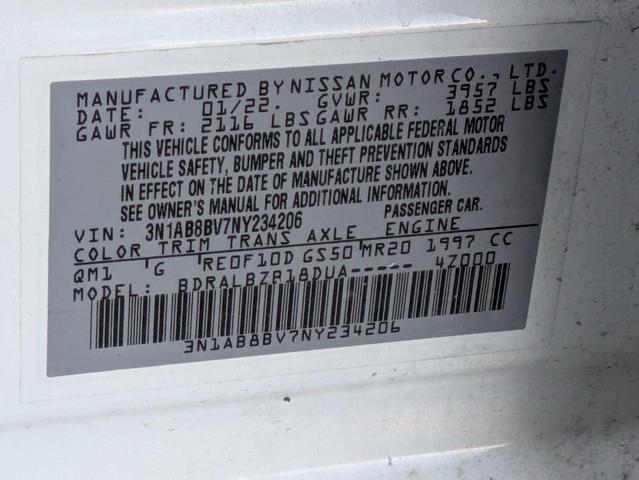 MANUFACTURED BY NISSAN MOTOR CO., LTD.
DATE: 01/22. GVWR: 3957 LBS
GAWR FR: 2116 LBS GAWR RR: 1852 LBS
THIS VEHICLE CONFORMS TO ALL APPLICABLE FEDERAL MOTOR
VEHICLE SAFETY, BUMPER AND THEFT PREVENTION STANDARDS
IN EFFECT ON THE DATE OF MANUFACTURE SHOWN ABOVE.
SEE OWNER'S MANUAL FOR ADDITIONAL INFORMATION.
VIN: 3N1AB8BV7NY234206 PASSENGER CAR.
COLOR TRIM TRANS AXLE ENGINE
QM1 G RE0F10D GS50 MR20 1997 CC
MODEL: BDRALBZR18DUA----- 4Z000
3N1AB8BV7NY234206